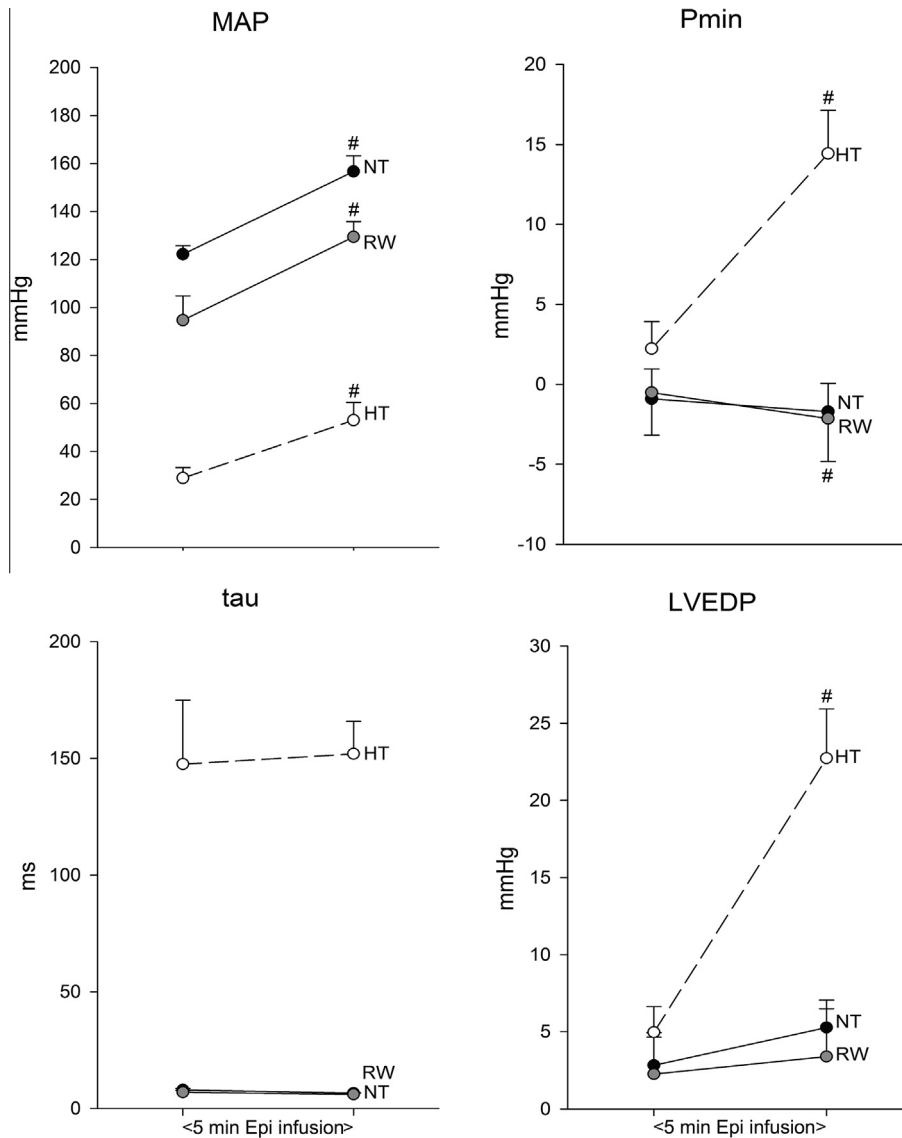 MAP
200
180
160
140
120
100
80
60
40
20
0
mmHg
#
NT
#
RW
#
HT
Pmin
20
15
10
5
0
-5
-10
mmHg
#
HT
NT
RW
#
tau
200
150
100
50
0
ms
HT
RW
NT
<5 min Epi infusion>
LVEDP
30
25
20
15
10
5
0
mmHg
#
HT
NT
RW
<5 min Epi infusion>